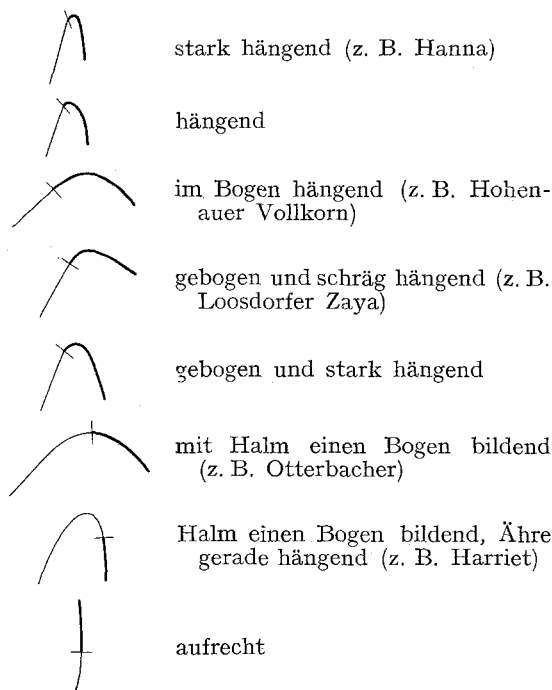 stark hängend (z. B. Hanna)
hängend
im Bogen hängend (z. B. Hohen-
auer Vollkorn)
gebogen und schräg hängend (z. B.
Loosdorfer Zaya)
gebogen und stark hängend
mit Halm einen Bogen bildend
(z. B. Otterbacher)
Halm einen Bogen bildend, Ähre
gerade hängend (z. B. Harriet)
aufrecht